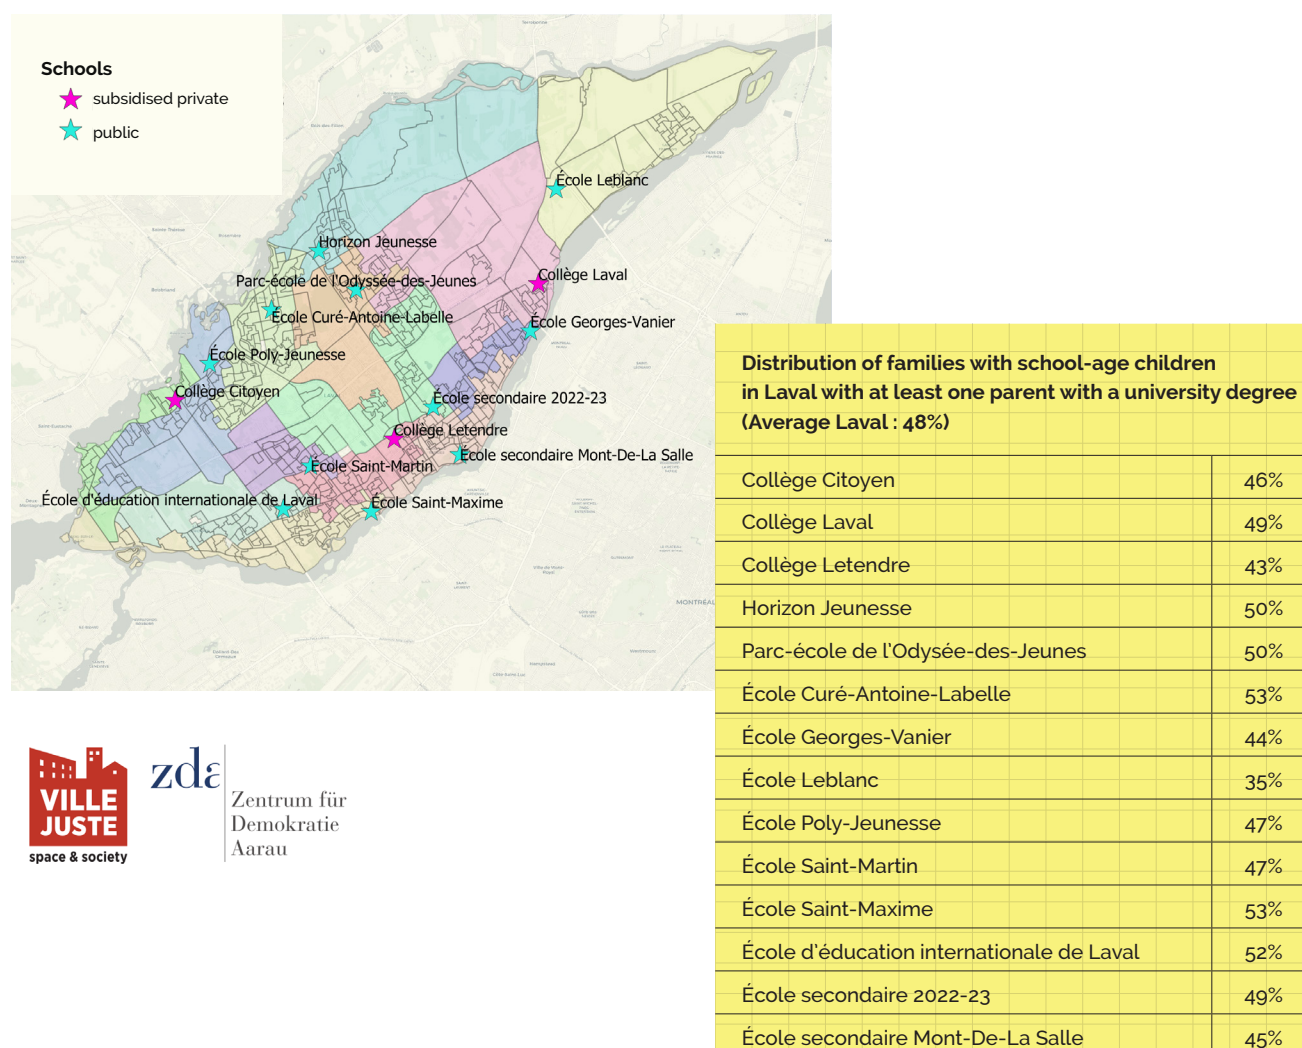 Schools
subsidised private
public
École Leblanc
Horizon Jeunesse
Collège Laval
Parc-école de l'Odyssée-des-Jeunes
École Curé-Antoine-Labelle
École Georges-Vanier
École Poly-Jeunesse
Collège Citoyen
École secondaire 2022-23
Collège Letendre
École secondaire Mont-De-La Salle
École Saint-Martin
École d'éducation internationale de Laval
École Saint-Maxime
MONTRÉAL
Distribution of families with school-age children
in Laval with at least one parent with a university degree
(Average Laval : 48%)
Collège Citoyen 46%
Collège Laval 49%
Collège Letendre 43%
Horizon Jeunesse 50%
Parc-école de l'Odysée-des-Jeunes 50%
École Curé-Antoine-Labelle 53%
École Georges-Vanier 44%
École Leblanc 35%
École Poly-Jeunesse 47%
École Saint-Martin 47%
École Saint-Maxime 53%
École d'éducation internationale de Laval 52%
École secondaire 2022-23 49%
École secondaire Mont-De-La Salle 45%
VILLE
JUSTE
space & society
zda
Zentrum für
Demokratie
Aarau